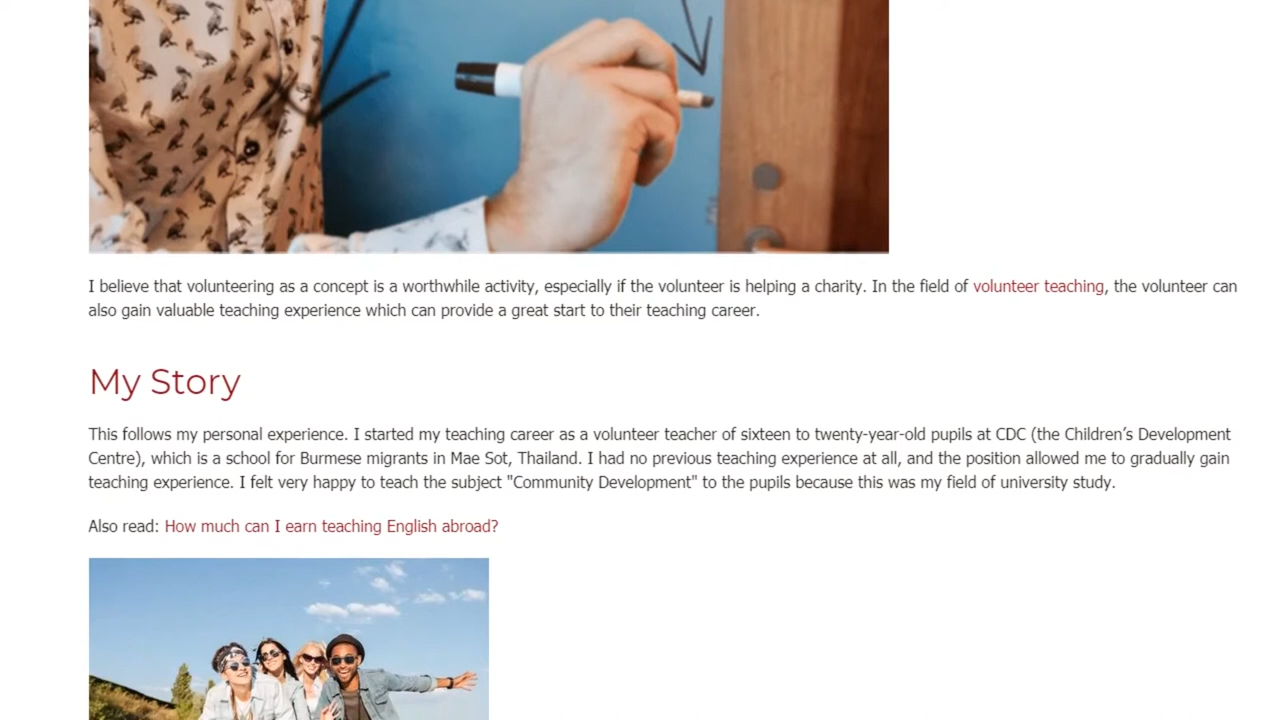 I believe that volunteering as a concept is a worthwhile activity, especially if the volunteer is helping a charity. In the field of volunteer teaching, the volunteer can
also gain valuable teaching experience which can provide a great start to their teaching career.
My Story
This follows my personal experience. I started my teaching career as a volunteer teacher of sixteen to twenty-year-old pupils at CDC (the Children’s Development
Centre), which is a school for Burmese migrants in Mae Sot, Thailand. I had no previous teaching experience at all, and the position allowed me to gradually gain
teaching experience. I felt very happy to teach the subject "Community Development" to the pupils because this was my field of university study.
Also read: How much can I earn teaching English abroad?